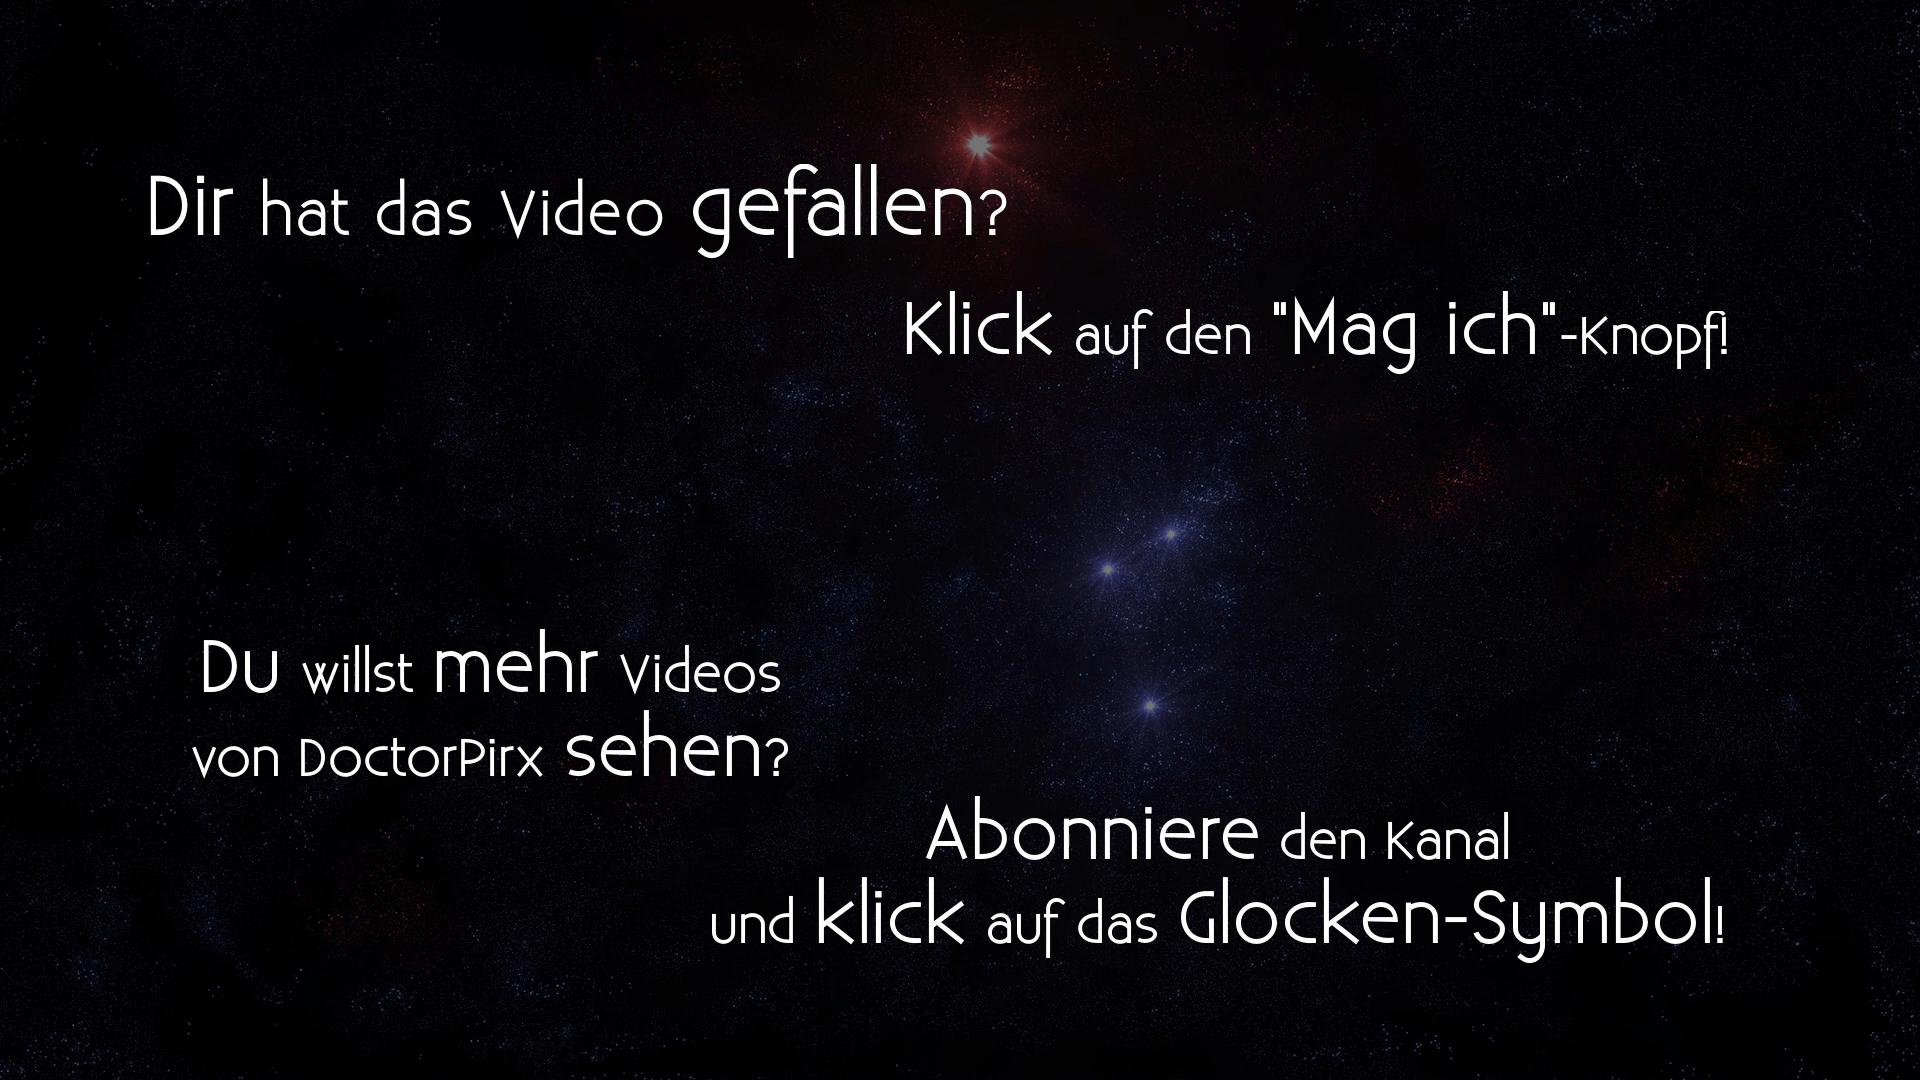 Dir hat das Video gefallen?
Klick auf den "Mag ich"-Knopf!
Du willst mehr Videos
von DoctorPirx sehen?
Abonniere den Kanal
und klick auf das Glocken-Symbol!